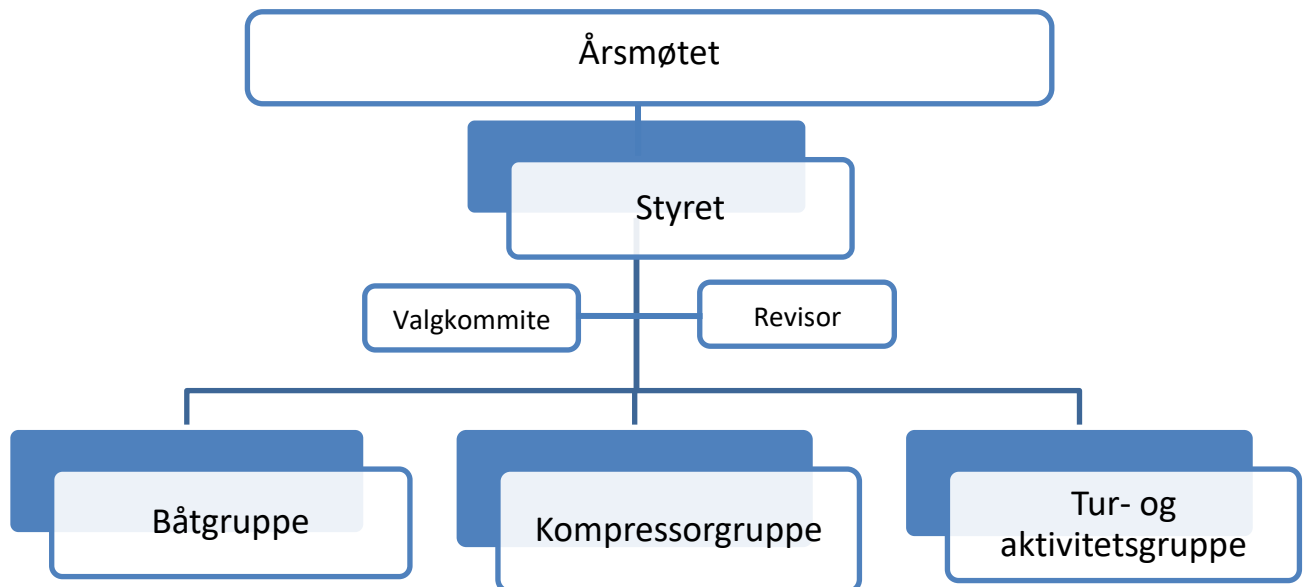 Årsmøtet
Styret
Valgkommite
Revisor
Båtgruppe
Kompressorgruppe
Tur- og
aktivitetsgruppe